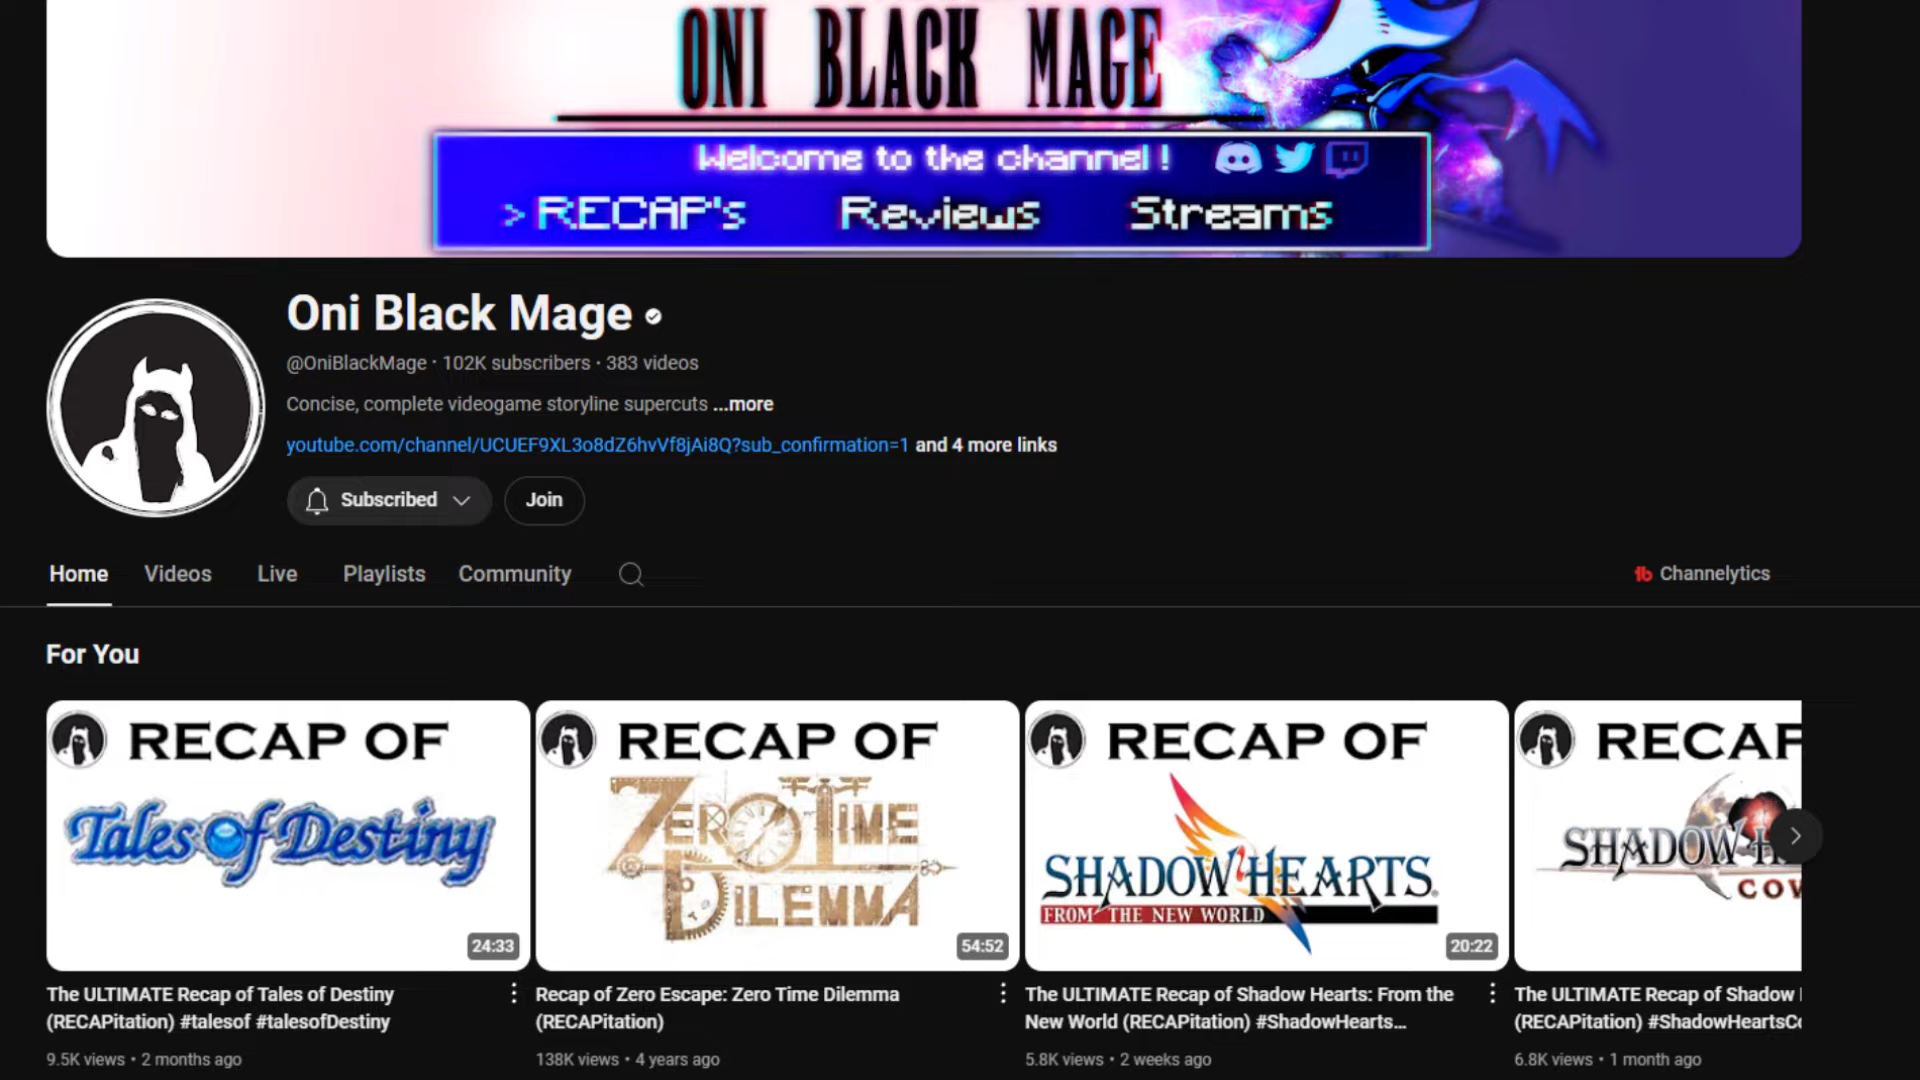 ONI BLACK MAGE
Welcome to the channel!
> RECAP's Reviews Streams
Oni Black Mage
@OniBlackMage · 102K subscribers · 383 videos
Concise, complete videogame storyline supercuts ...more
youtube.com/channel/UCUEF9XL3o8dZ6hvVf8jAi8Q?sub_confirmation=1 and 4 more links
Subscribed Join
Home Videos Live Playlists Community
Channelytics
For You
RECAP OF
Tales of Destiny
24:33
The ULTIMATE Recap of Tales of Destiny
(RECAPitation) #talesof #talesofDestiny
9.5K views • 2 months ago
RECAP OF
ZERO TIME
DILEMMA
54:52
Recap of Zero Escape: Zero Time Dilemma
(RECAPitation)
138K views • 4 years ago
RECAP OF
SHADOW HEARTS
FROM THE NEW WORLD
20:22
The ULTIMATE Recap of Shadow Hearts: From the
New World (RECAPitation) #ShadowHearts...
5.8K views • 2 weeks ago
RECAP
SHADOW H
COV
The ULTIMATE Recap of Shadow
(RECAPitation) #ShadowHeartsCo
6.8K views • 1 month ago